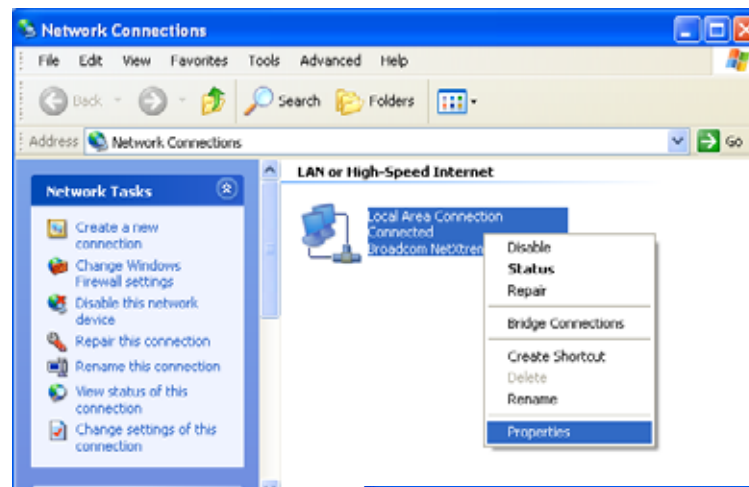 Network Connections
File Edit View Favorites Tools Advanced Help
Back Search Folders
Address Network Connections Go
Network Tasks
Create a new
connection
Change Windows
Firewall settings
Disable this network
device
Repair this connection
Rename this connection
View status of this
connection
Change settings of this
connection
LAN or High-Speed Internet
Local Area Connection
Connected
Broadcom
Disable
Status
Repair
Bridge Connections
Create Shortcut
Delete
Rename
Properties